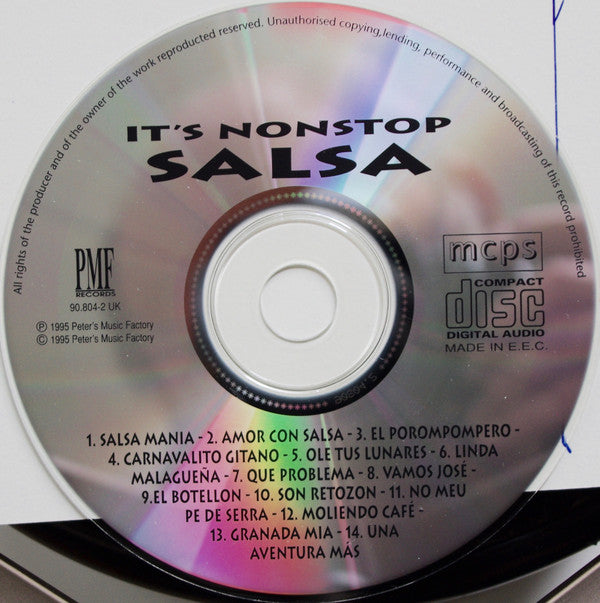 All rights of the producer and of the owner of the work reproduced reserved. Unauthorised copying,lending, performance and broadcasting of this record prohibited
IT'S NONSTOP
SALSA
PMF
RECORDS
90.804-2 UK
℗ 1995 Peter's Music Factory
© 1995 Peter's Music Factory
mcps
COMPACT
disc
DIGITAL AUDIO
MADE IN E.E.C.
1. SALSA MANIA - 2. AMOR CON SALSA - 3. EL POROMPOMPERO -
4. CARNAVALITO GITANO - 5. OLE TUS LUNARES - 6. LINDA
MALAGUEÑA - 7. QUE PROBLEMA - 8. VAMOS JOSÉ -
9.EL BOTELLON - 10. SON RETOZON - 11. NO MEU
PE DE SERRA - 12. MOLIENDO CAFÉ -
13. GRANADA MIA - 14. UNA
AVENTURA MÁS